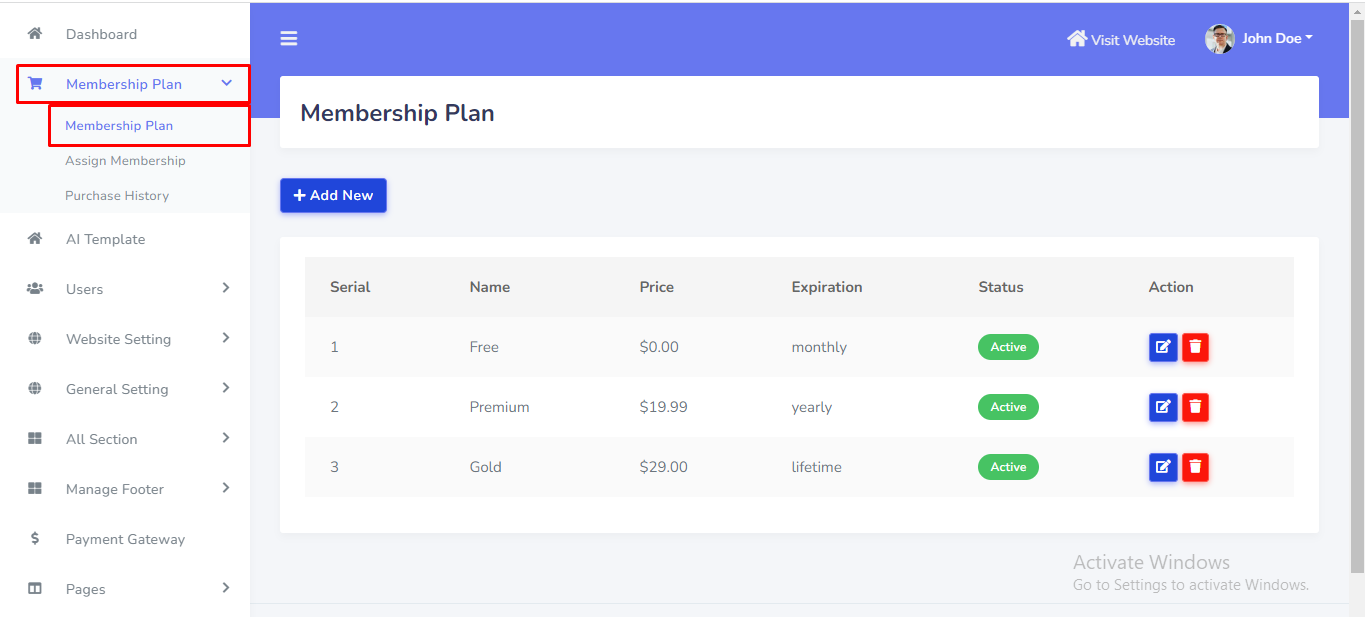 Dashboard
Membership Plan
Membership Plan
Assign Membership
Purchase History
AI Template
Users
Website Setting
General Setting
All Section
Manage Footer
Payment Gateway
Pages
Visit Website
John Doe
Membership Plan
Add New
Serial Name Price Expiration Status Action
1 Free $0.00 monthly Active
2 Premium $19.99 yearly Active
3 Gold $29.00 lifetime Active
Activate Windows
Go to Settings to activate Windows.